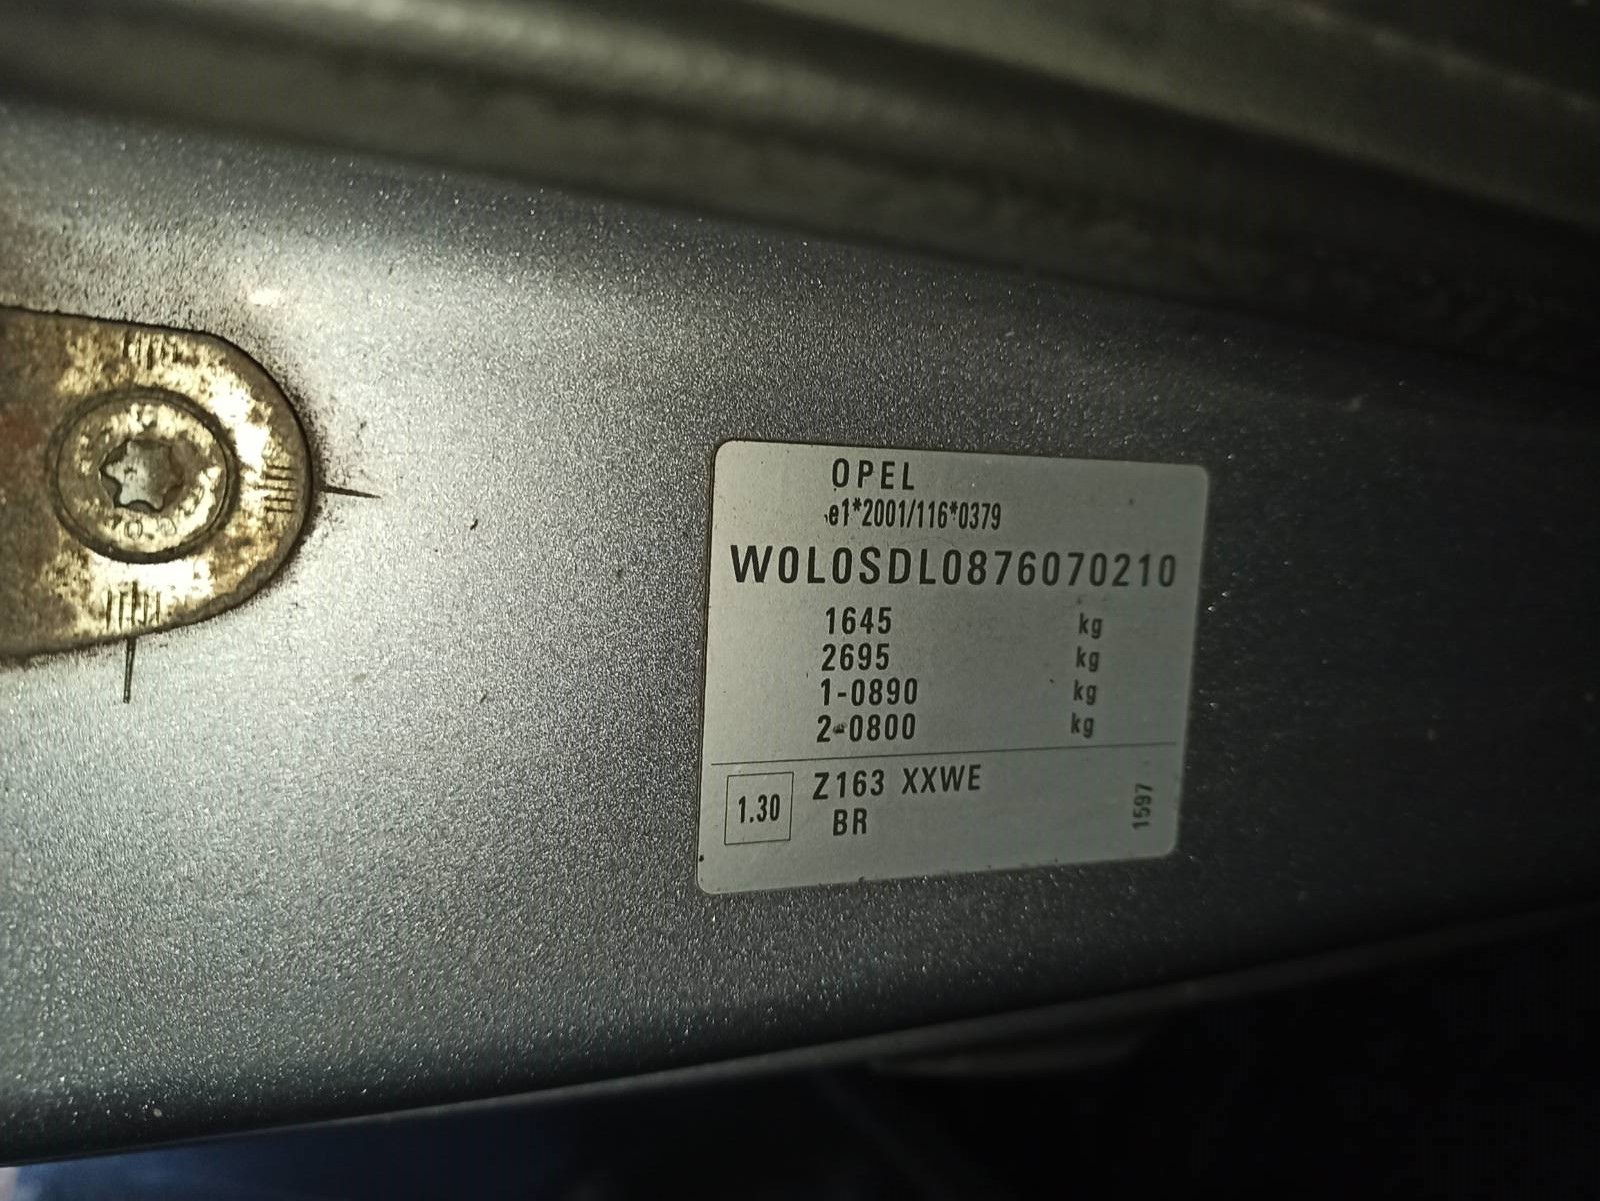 OPEL
e1*2001/116*0379
W0L0SDL0876070210
1645 kg
2695 kg
1-0890 kg
2-0800 kg
1.30 Z163 XXWE
BR
1597